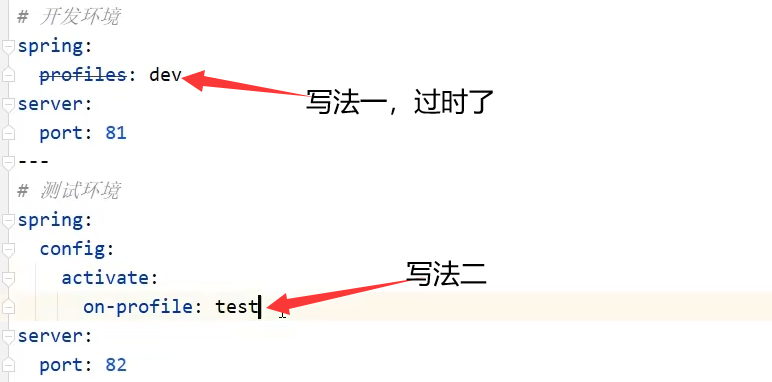 # 开发环境
spring:
profiles: dev
写法一，过时了
server:
port: 81
---
# 测试环境
spring:
config:
activate:
写法二
on-profile: test
server:
port: 82